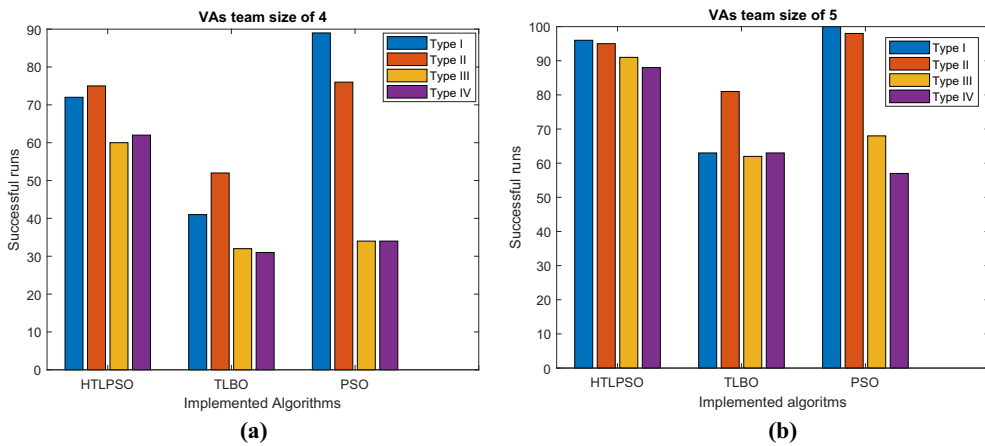 VAs team size of 4
90
80
70
60
50
40
30
20
10
0
Successful runs
Type I
Type II
Type III
Type IV
HTLPSO TLBO PSO
Implemented Algorithms
(a)
VAs team size of 5
100
90
80
70
60
50
40
30
20
10
0
Successful runs
Type I
Type II
Type III
Type IV
HTLPSO TLBO PSO
Implemented algoritms
(b)